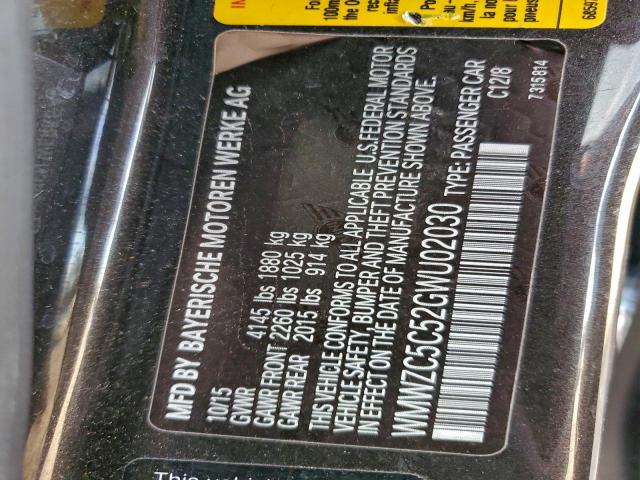 MFD BY BAYERISCHE MOTOREN WERKE AG
10/15
GVWR 4145 lbs 1880 kg
GAWR FRONT 2260 lbs 1025 kg
GAWR REAR 2015 lbs 914 kg
THIS VEHICLE CONFORMS TO ALL APPLICABLE U.S.FEDERAL MOTOR
VEHICLE SAFETY, BUMPER AND THEFT PREVENTION STANDARDS
IN EFFECT ON THE DATE OF MANUFACTURE SHOWN ABOVE.
WMWZC5C52GWU02030 TYPE: PASSENGER CAR
C12/8
7315814